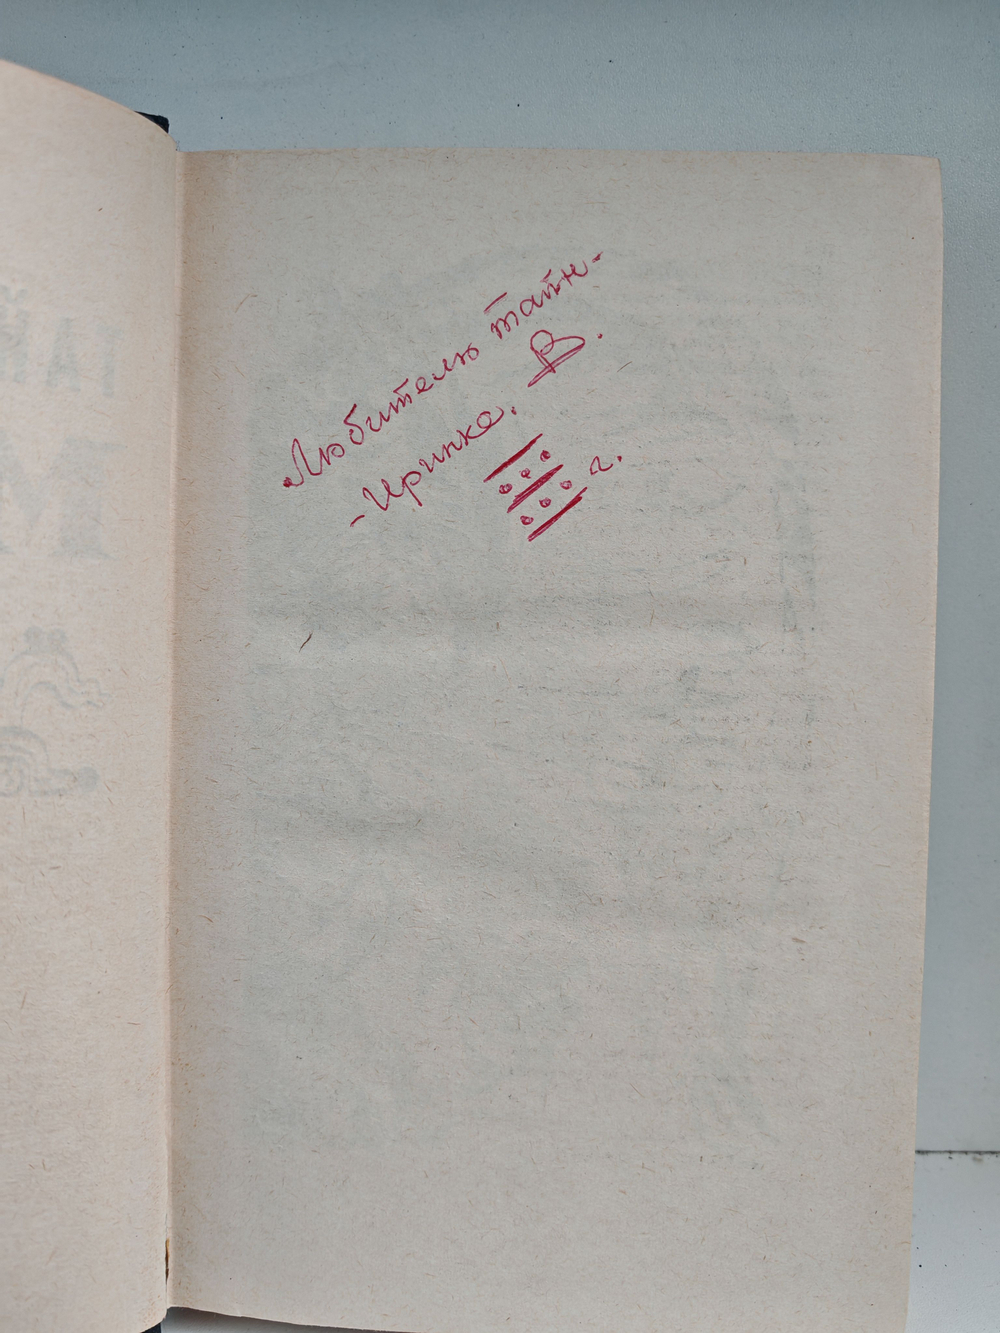 Любителю тайн -
- Иринке. В.
г.